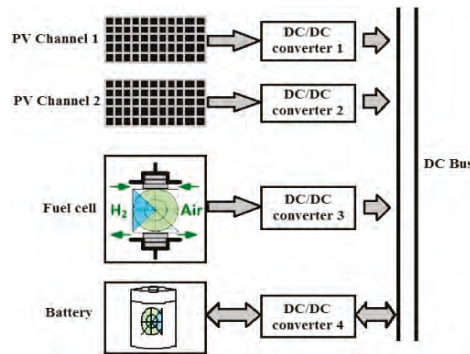 PV Channel 1
DC/DC
converter 1
PV Channel 2
DC/DC
converter 2
DC Bus
Fuel cell
H2
Air
DC/DC
converter 3
Battery
DC/DC
converter 4